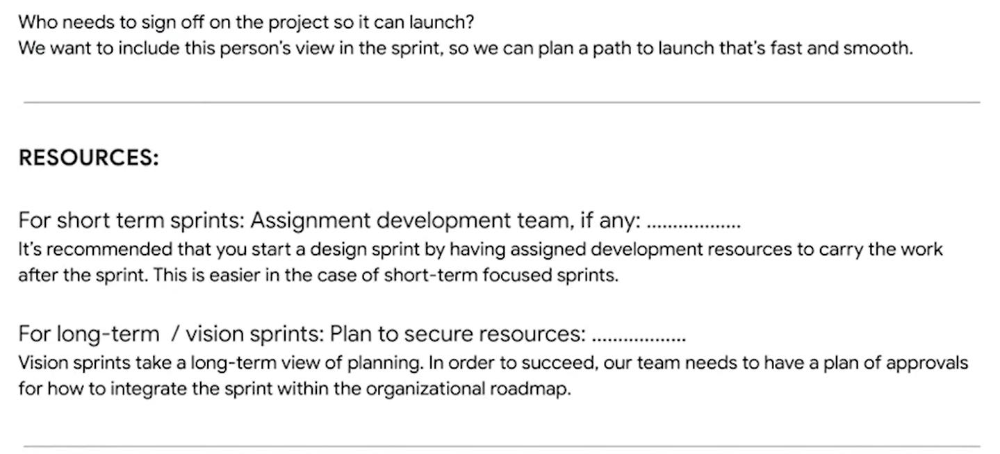 Who needs to sign off on the project so it can launch?
We want to include this person's view in the sprint, so we can plan a path to launch that's fast and smooth.
RESOURCES:
For short term sprints: Assignment development team, if any: ..................
It's recommended that you start a design sprint by having assigned development resources to carry the work
after the sprint. This is easier in the case of short-term focused sprints.
For long-term / vision sprints: Plan to secure resources: ..................
Vision sprints take a long-term view of planning. In order to succeed, our team needs to have a plan of approvals
for how to integrate the sprint within the organizational roadmap.